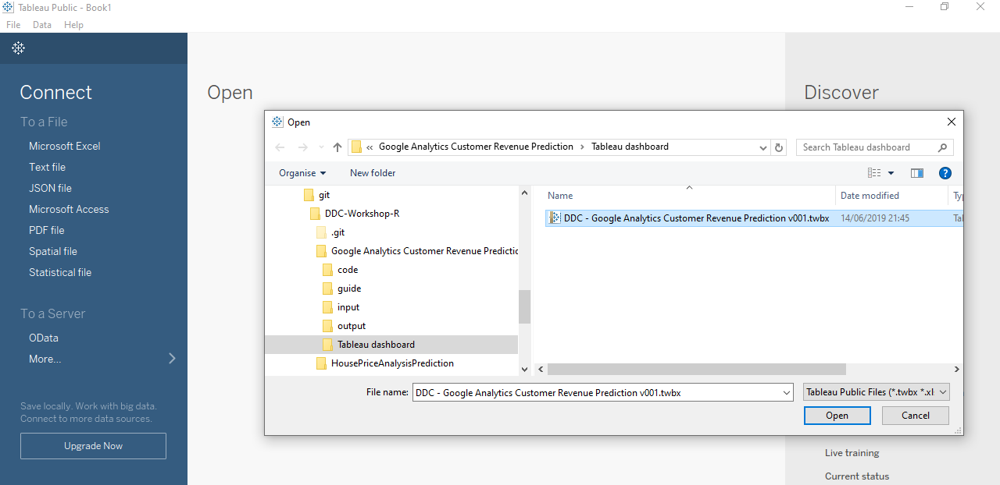 Tableau Public - Book1
File Data Help
Connect
To a File
Microsoft Excel
Text file
JSON file
Microsoft Access
PDF file
Spatial file
Statistical file
To a Server
OData
More...
Save locally. Work with big data.
Connect to more data sources.
Upgrade Now
Open
Discover
Open
« Google Analytics Customer Revenue Prediction › Tableau dashboard
Search Tableau dashboard
Organise New folder
git
DDC-Workshop-R
.git
Google Analytics Customer Revenue Predictic
code
guide
input
output
Tableau dashboard
HousePriceAnalysisPrediction
Name Date modified Ty
DDC - Google Analytics Customer Revenue Prediction v001.twbx 14/06/2019 21:45 Tal
File name: DDC - Google Analytics Customer Revenue Prediction v001.twbx Tableau Public Files (*.twbx *.xl
Open Cancel
Live training
Current status